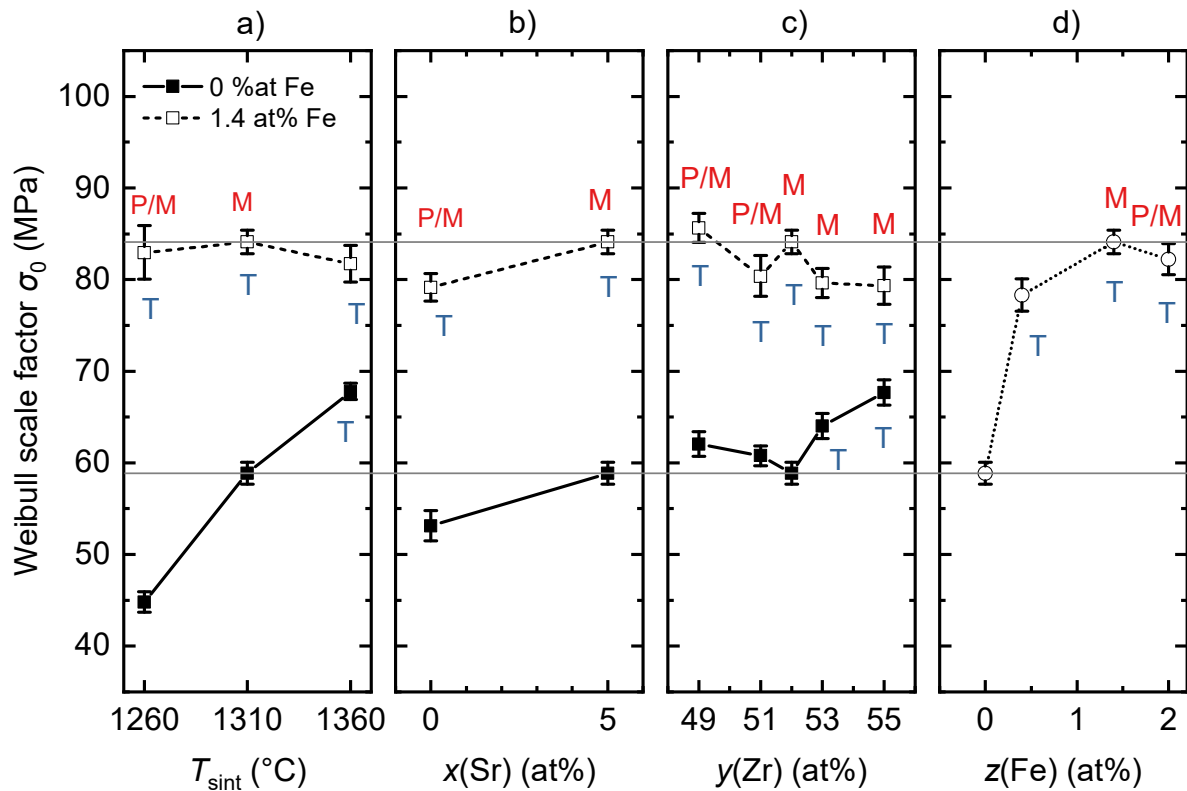 a) b) c) d)
0 %at Fe
1.4 at% Fe
Weibull scale factor σ₀ (MPa)
100
90
80
70
60
50
40
P/M M
T T T
T
P/M M
T T
P/M P/M M M M
T T T T T
T T
M P/M
T T T
1260 1310 1360 0 5 49 51 53 55 0 1 2
T_sint (°C) x(Sr) (at%) y(Zr) (at%) z(Fe) (at%)